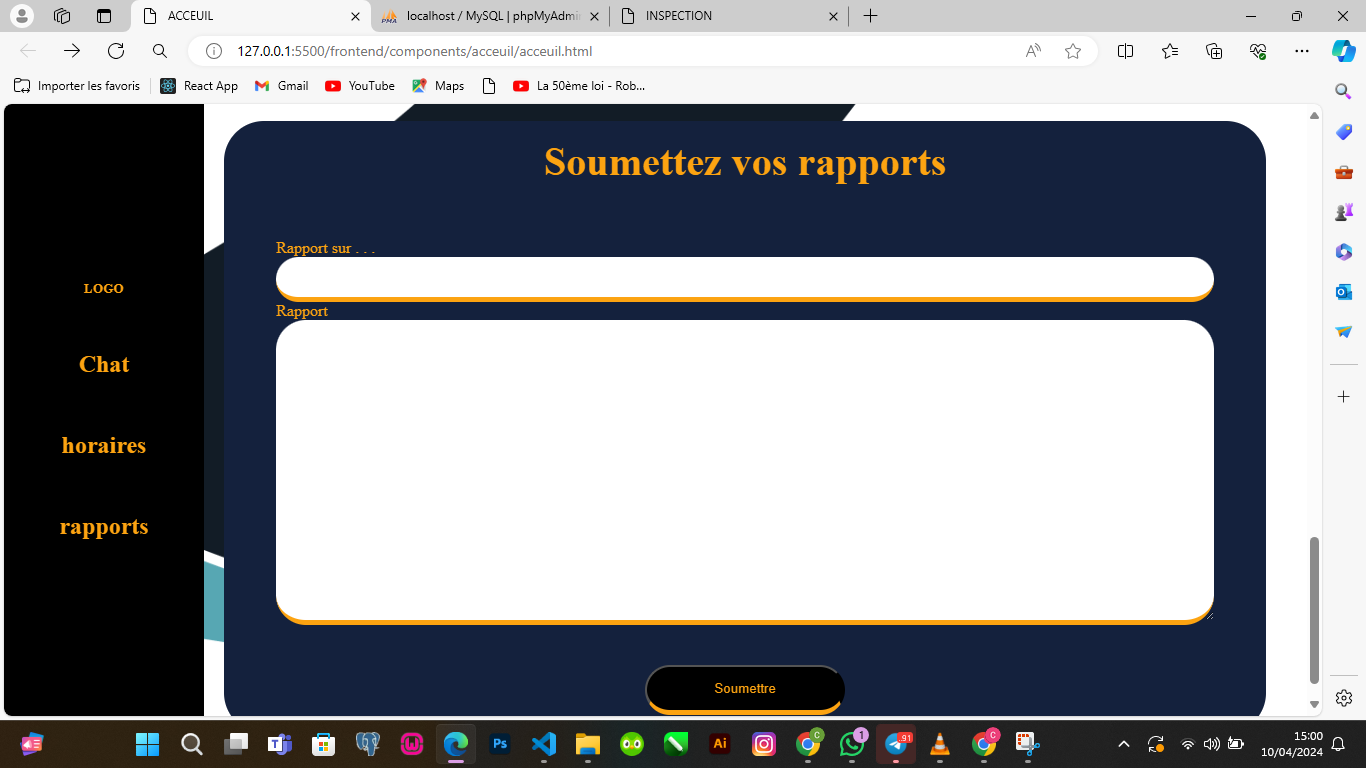 ACCEUIL
PMA
localhost / MySQL | phpMyAdmi
INSPECTION
127.0.0.1:5500/frontend/components/acceuil/acceuil.html
Importer les favoris
React App
Gmail
YouTube
Maps
La 50ème loi - Rob...
LOGO
Chat
horaires
rapports
Soumettez vos rapports
Rapport sur . . .
Rapport
Soumettre
Ps
Ai
C
1
91
C
15:00
10/04/2024